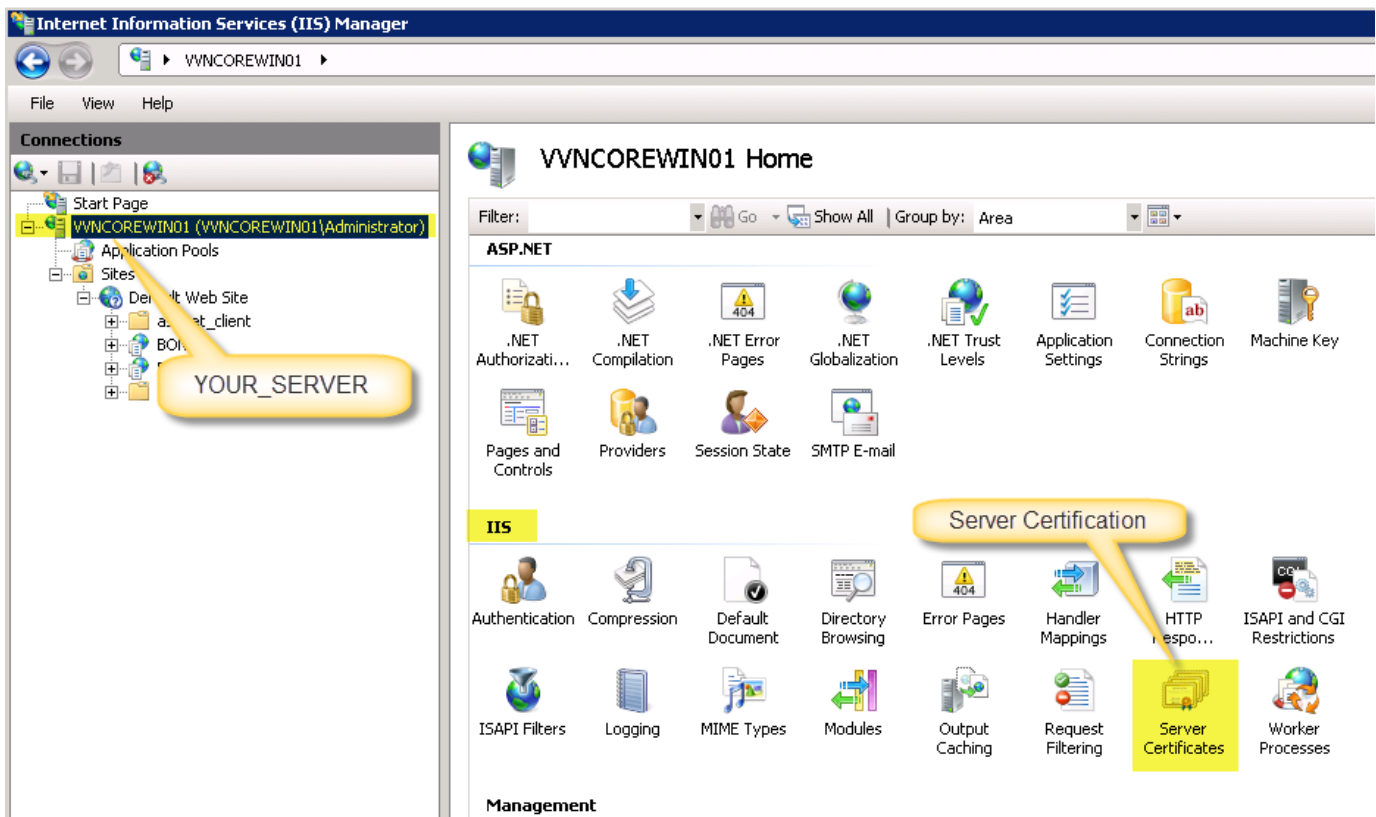 Internet Information Services (IIS) Manager
VVNCOREWIN01
File View Help
Connections
Start Page
VVNCOREWIN01 (VVNCOREWIN01\Administrator)
Application Pools
Sites
Web Site
YOUR_SERVER
VVNCOREWIN01 Home
Filter: Go Show All Group by: Area
ASP.NET
.NET Authorizati...
.NET Compilation
.NET Error Pages
.NET Globalization
.NET Trust Levels
Application Settings
Connection Strings
Machine Key
Pages and Controls
Providers
Session State
SMTP E-mail
IIS
Server Certification
Authentication
Compression
Default Document
Directory Browsing
Error Pages
Handler Mappings
HTTP
ISAPI and CGI Restrictions
ISAPI Filters
Logging
MIME Types
Modules
Output Caching
Request Filtering
Server Certificates
Worker Processes
Management